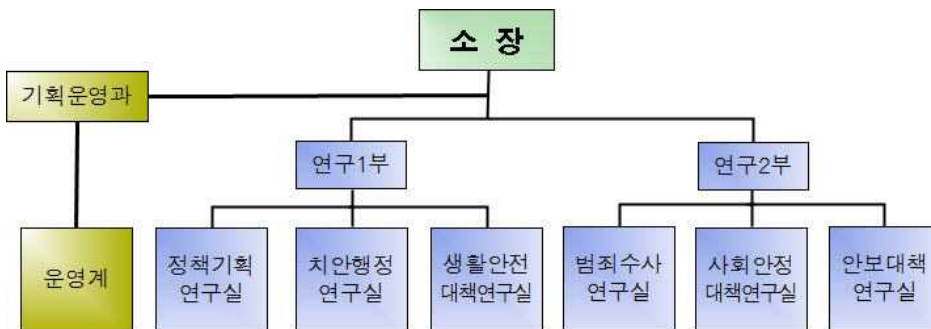 소 장
기획운영과
연구1부
연구2부
운영계
정책기획
연구실
치안행정
연구실
생활안전
대책연구실
범죄수사
연구실
사회안정
대책연구실
안보대책
연구실